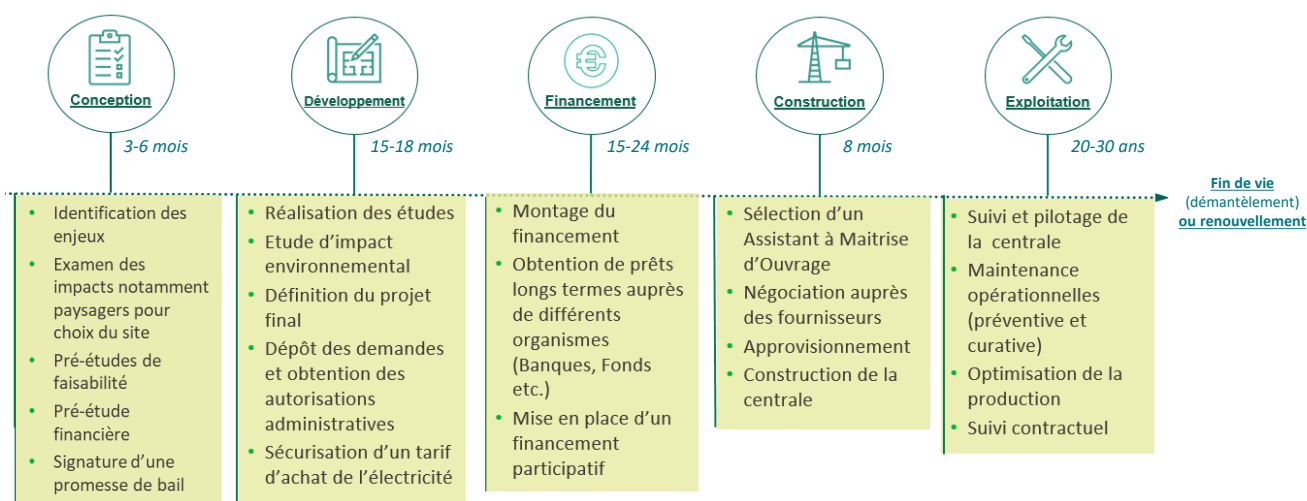 Conception
3-6 mois
• Identification des
enjeux
• Examen des
impacts notamment
paysagers pour
choix du site
• Pré-études de
faisabilité
• Pré-étude
financière
• Signature d'une
promesse de bail
Développement
15-18 mois
• Réalisation des études
• Etude d'impact
environnemental
• Définition du projet
final
• Dépôt des demandes
et obtention des
autorisations
administratives
• Sécurisation d'un tarif
d'achat de l'électricité
Financement
15-24 mois
• Montage du
financement
• Obtention de prêts
longs termes auprès
de différents
organismes
(Banques, Fonds
etc.)
• Mise en place d'un
financement
participatif
Construction
8 mois
• Sélection d'un
Assistant à Maitrise
d'Ouvrage
• Négociation auprès
des fournisseurs
• Approvisionnement
• Construction de la
centrale
Exploitation
20-30 ans
• Suivi et pilotage de
la centrale
• Maintenance
opérationnelles
(préventive et
curative)
• Optimisation de la
production
• Suivi contractuel
Fin de vie
(démantèlement)
ou renouvellement